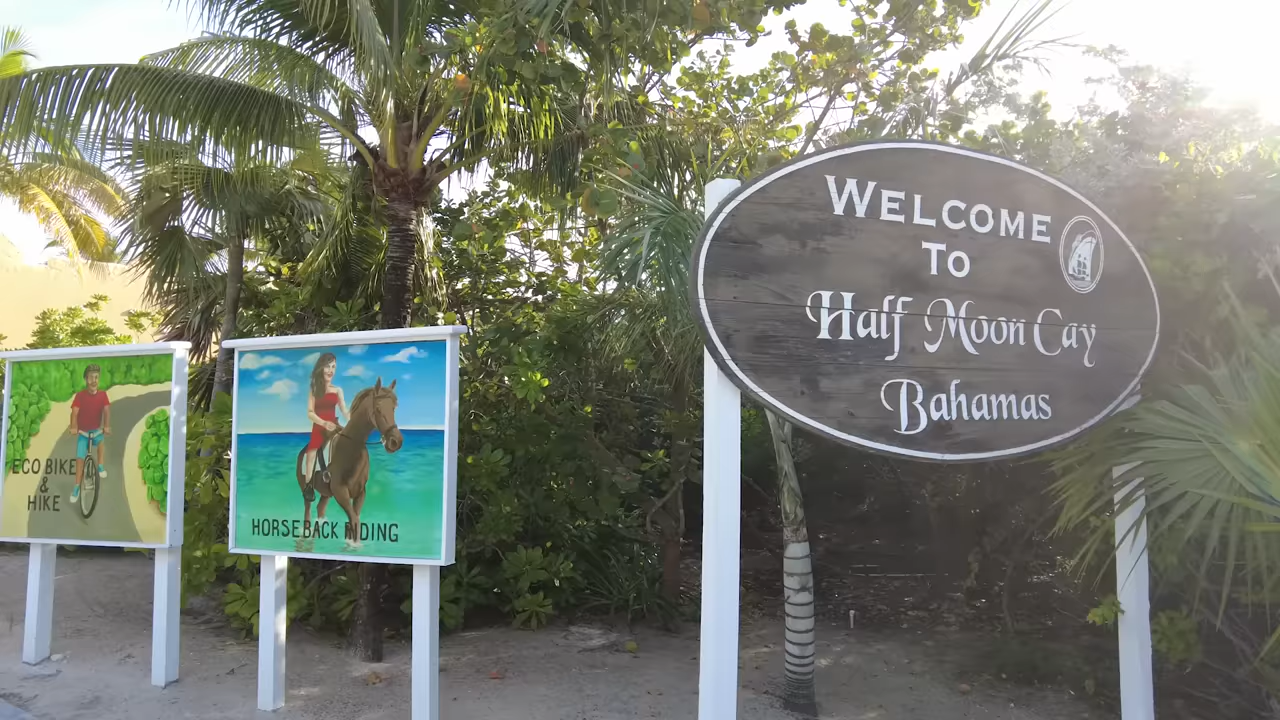 ECO BIKE
&
HIKE
HORSEBACK RIDING
WELCOME
TO
Half Moon Cay
Bahamas